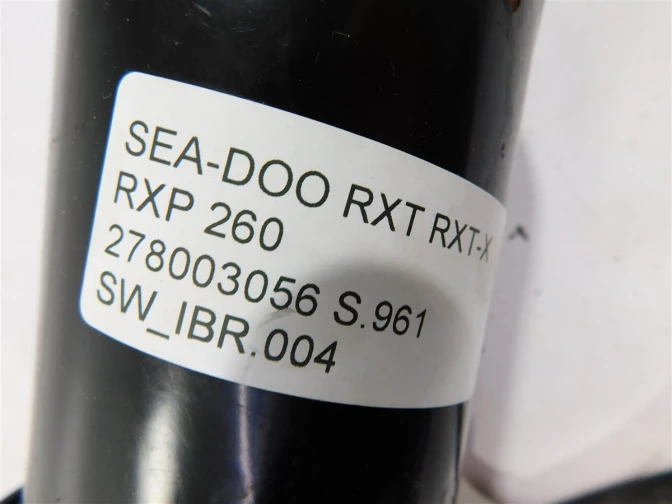 SEA-DOO RXT RXT-X
RXP 260
278003056 S.961
SW_IBR.004